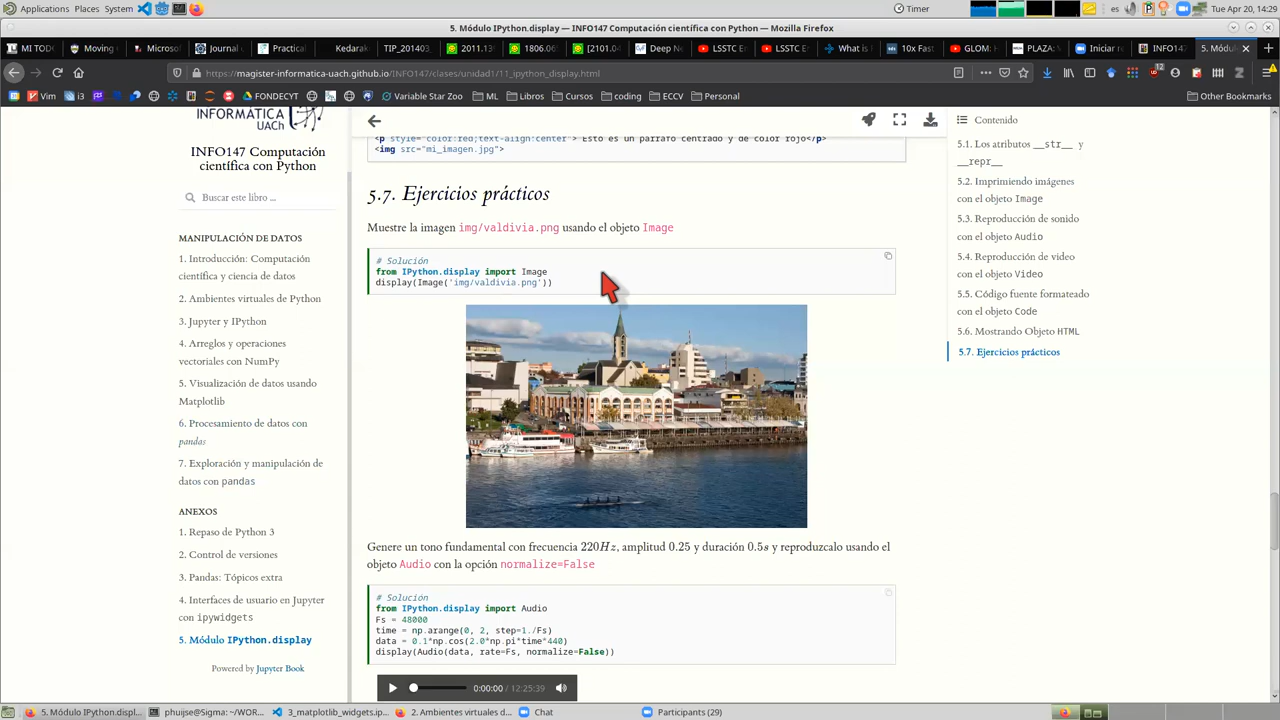 Applications Places System
Timer
es
Tue Apr 20, 14:29
5. Módulo IPython.display — INFO147 Computación científica con Python — Mozilla Firefox
MI TODO
Moving
Microsof
Journal
Practical
Kedarak
TIP_20140
2011.13
1806.10
[2101.04
Deep Ne
LSSTC E
LSSTC E
What is
10x Fast
GLOM: H
PLAZA: S
Iniciar re
INFO147
5. Módul
https://magister-informatica-uach.github.io/INFO147/clases/unidad1/11_ipython_display.html
Vim
i3
FONDECYT
Variable Star Zoo
ML
Libros
Cursos
coding
ECCV
Personal
Other Bookmarks
INFORMATICA
UACh
INFO147 Computación
científica con Python
Buscar este libro ...
MANIPULACIÓN DE DATOS
1. Introducción: Computación
científica y ciencia de datos
2. Ambientes virtuales de Python
3. Jupyter y IPython
4. Arreglos y operaciones
vectoriales con NumPy
5. Visualización de datos usando
Matplotlib
6. Procesamiento de datos con
pandas
7. Exploración y manipulación de
datos con pandas
ANEXOS
1. Repaso de Python 3
2. Control de versiones
3. Pandas: Tópicos extra
4. Interfaces de usuario en Jupyter
con ipywidgets
5. Módulo IPython.display
Powered by Jupyter Book
<p style="color:red;text-align:center"> Esto es un párrafo centrado y de color rojo</p>
<img src="mi_imagen.jpg">
5.7. Ejercicios prácticos
Muestre la imagen img/valdivia.png usando el objeto Image
# Solución
from IPython.display import Image
display(Image('img/valdivia.png'))
Genere un tono fundamental con frecuencia 220Hz, amplitud 0.25 y duración 0.5s y reproduzcalo usando el
objeto Audio con la opción normalize=False
# Solución
from IPython.display import Audio
Fs = 48000
time = np.arange(0, 2, step=1./Fs)
data = 0.1*np.cos(2.0*np.pi*time*440)
display(Audio(data, rate=Fs, normalize=False))
0:00:00 / 12:25:39
Contenido
5.1. Los atributos __str__ y
__repr__
5.2. Imprimiendo imágenes
con el objeto Image
5.3. Reproducción de sonido
con el objeto Audio
5.4. Reproducción de video
con el objeto Video
5.5. Código fuente formateado
con el objeto Code
5.6. Mostrando Objeto HTML
5.7. Ejercicios prácticos
5. Módulo IPython.displ...
phuijse@Sigma: ~/WOR...
3_matplotlib_widgets.ip...
2. Ambientes virtuales d...
Chat
Participants (29)